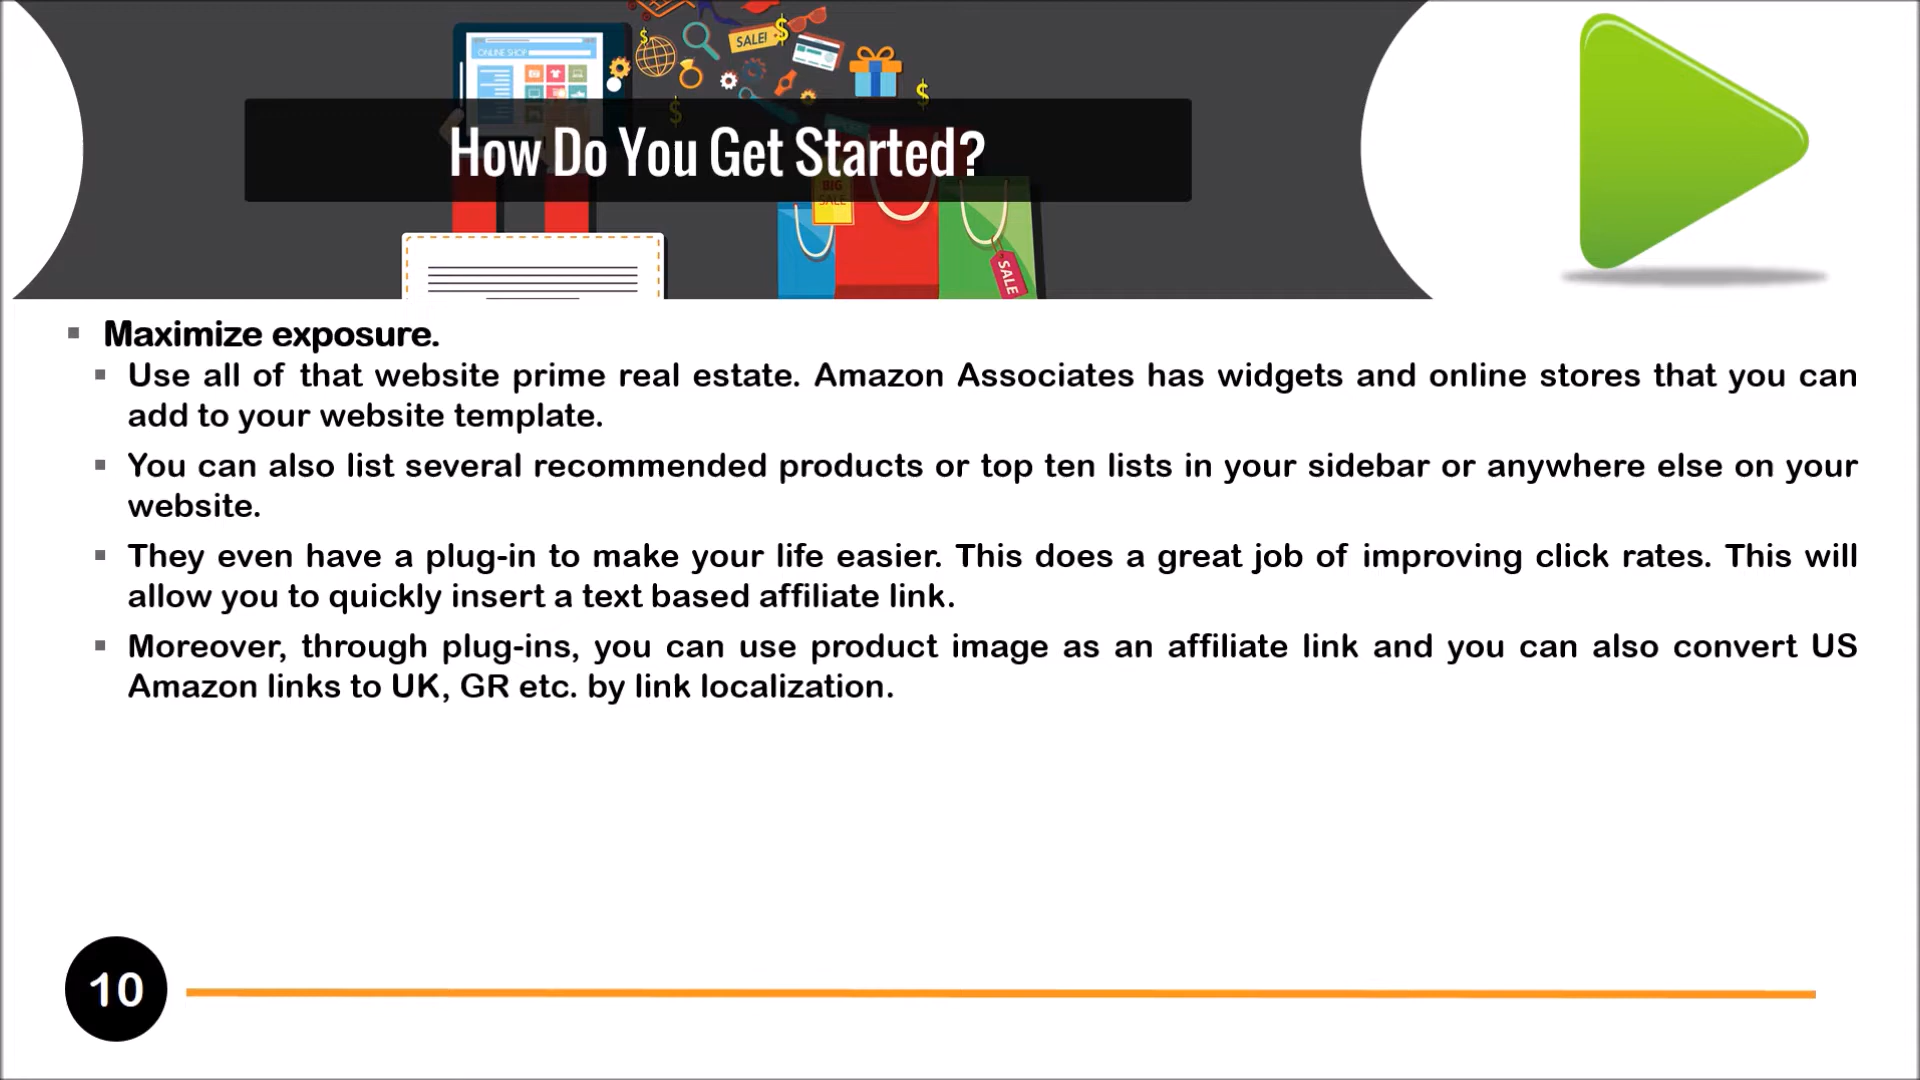 ONLINE SHOP
SALE!
How Do You Get Started?
BIG
SALE
SALE
Maximize exposure.
Use all of that website prime real estate. Amazon Associates has widgets and online stores that you can
add to your website template.
You can also list several recommended products or top ten lists in your sidebar or anywhere else on your
website.
They even have a plug-in to make your life easier. This does a great job of improving click rates. This will
allow you to quickly insert a text based affiliate link.
Moreover, through plug-ins, you can use product image as an affiliate link and you can also convert US
Amazon links to UK, GR etc. by link localization.
10